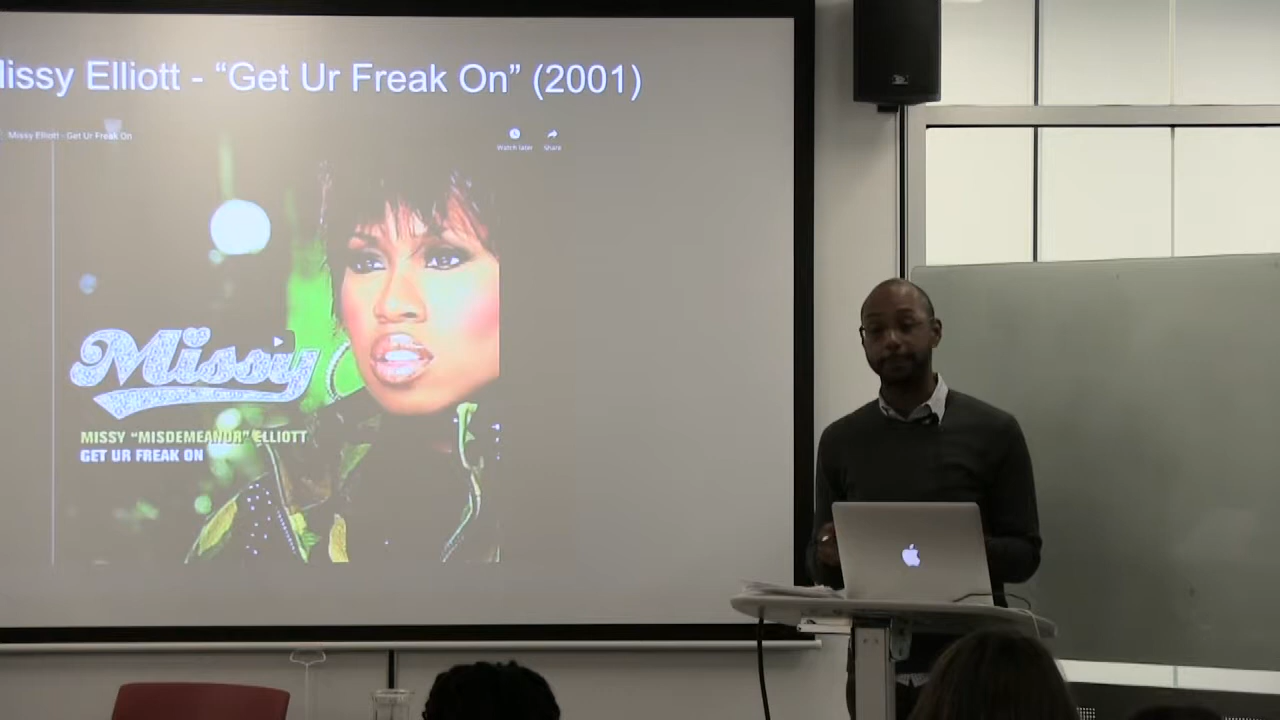 lissy Elliott - “Get Ur Freak On” (2001)
Missy Elliott - Get Ur Freak On
Watch later
Share
Missy
MISSY “MISDEMEANOR” ELLIOTT
GET UR FREAK ON